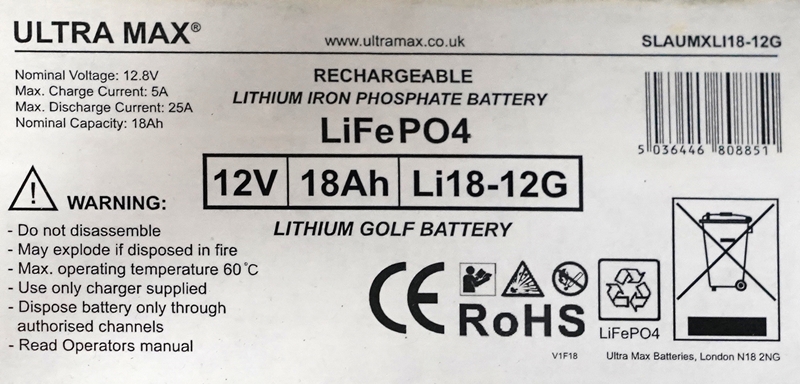 ULTRA MAX®
www.ultramax.co.uk
SLAUMXLI18-12G
Nominal Voltage: 12.8V
Max. Charge Current: 5A
Max. Discharge Current: 25A
Nominal Capacity: 18Ah
RECHARGEABLE
LITHIUM IRON PHOSPHATE BATTERY
LiFePO4
12V 18Ah Li18-12G
LITHIUM GOLF BATTERY
5 036446 808851
WARNING:
- Do not disassemble
- May explode if disposed in fire
- Max. operating temperature 60°C
- Use only charger supplied
- Dispose battery only through
authorised channels
- Read Operators manual
CE
RoHS
LiFePO4
V1F18
Ultra Max Batteries, London N18 2NG